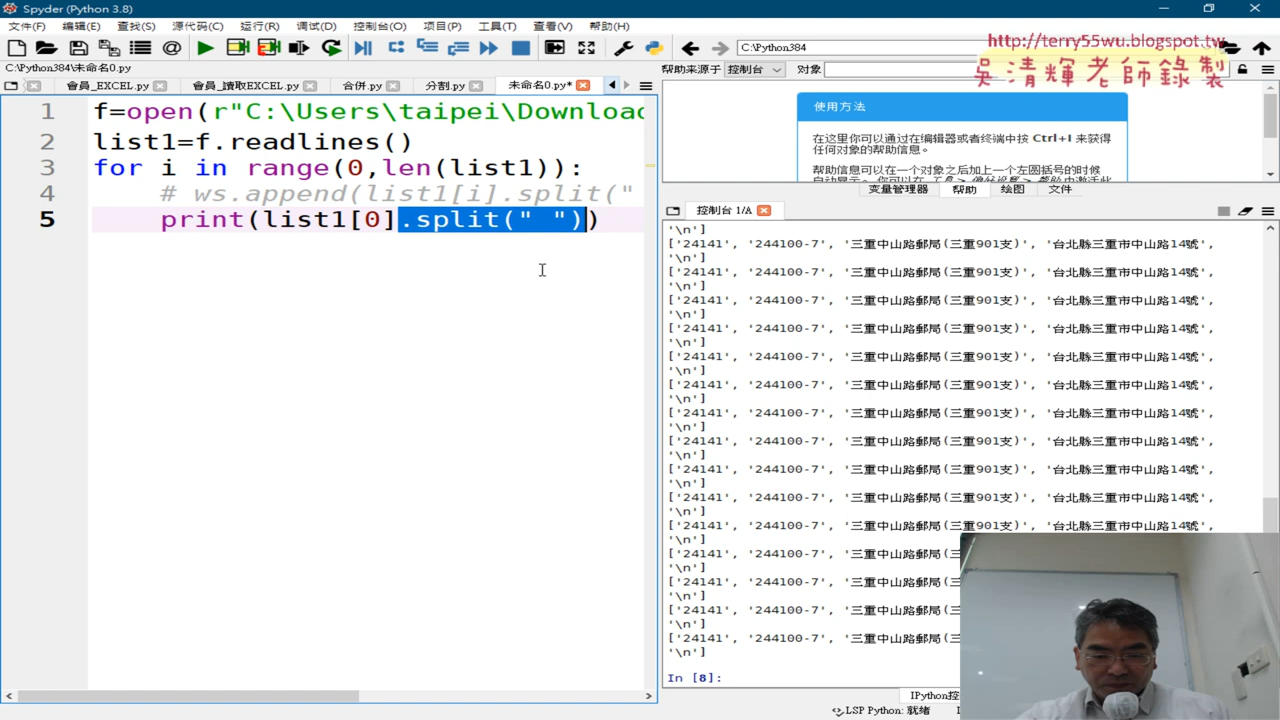 Spyder (Python 3.8)
文件(F) 编辑(E) 查找(S) 源代码(C) 运行(R) 调试(D) 控制台(O) 项目(P) 工具(T) 查看(V) 帮助(H)
C:\Python384
http://terry55wu.blogspot.tw
吳清輝老師錄製
C:\Python384\未命名0.py
帮助来源于 控制台 对象
會員_EXCEL.py 會員_讀取EXCEL.py 合併.py 分割.py 未命名0.py*
1 f=open(r"C:\Users\taipei\Downloa
2 list1=f.readlines()
3 for i in range(0,len(list1)):
4 # ws.append(list1[i].split("
5 print(list1[0].split(" "))
使用方法
在这里你可以通过在编辑器或者终端中按 Ctrl+I 来获得
任何对象的帮助信息。
帮助信息可以在一个对象之后加上一个左圆括号的时候
变量管理器 帮助 绘图 文件
控制台 1/A
'\n']
['24141', '244100-7', '三重中山路郵局(三重901支)', '台北縣三重市中山路14號',
'\n']
['24141', '244100-7', '三重中山路郵局(三重901支)', '台北縣三重市中山路14號',
'\n']
['24141', '244100-7', '三重中山路郵局(三重901支)', '台北縣三重市中山路14號',
'\n']
['24141', '244100-7', '三重中山路郵局(三重901支)', '台北縣三重市中山路14號',
'\n']
['24141', '244100-7', '三重中山路郵局(三重901支)', '台北縣三重市中山路14號',
'\n']
['24141', '244100-7', '三重中山路郵局(三重901支)', '台北縣三重市中山路14號',
'\n']
['24141', '244100-7', '三重中山路郵局(三重901支)', '台北縣三重市中山路14號',
'\n']
['24141', '244100-7', '三重中山路郵局(三重901支)', '台北縣三重市中山路14號',
'\n']
['24141', '244100-7', '三重中山路郵局(三重901支)', '台北縣三重市中山路14號',
'\n']
['24141', '244100-7', '三重中山路郵局(三重901支)', '台北縣三重市中山路14號',
'\n']
['24141', '244100-7', '三重中山路郵局(三重901支)', '台北縣三重市中山路14號',
'\n']
['24141', '244100-7', '三重中山路郵局(三
'\n']
['24141', '244100-7', '三重中山路郵局(三
'\n']
['24141', '244100-7', '三重中山路郵局(三
'\n']
['24141', '244100-7', '三重中山路郵局(三
'\n']
In [8]:
IPython控
LSP Python: 就绪